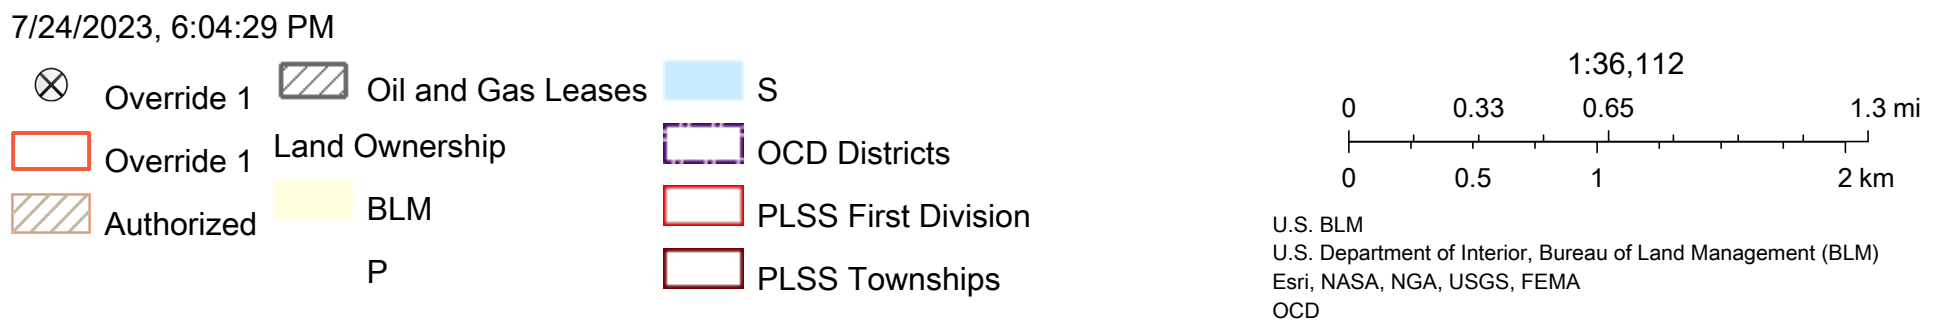 7/24/2023, 6:04:29 PM
Override 1
Override 1
Authorized
Oil and Gas Leases
Land Ownership
BLM
P
S
OCD Districts
PLSS First Division
PLSS Townships
1:36,112
0 0.33 0.65 1.3 mi
0 0.5 1 2 km
U.S. BLM
U.S. Department of Interior, Bureau of Land Management (BLM)
Esri, NASA, NGA, USGS, FEMA
OCD